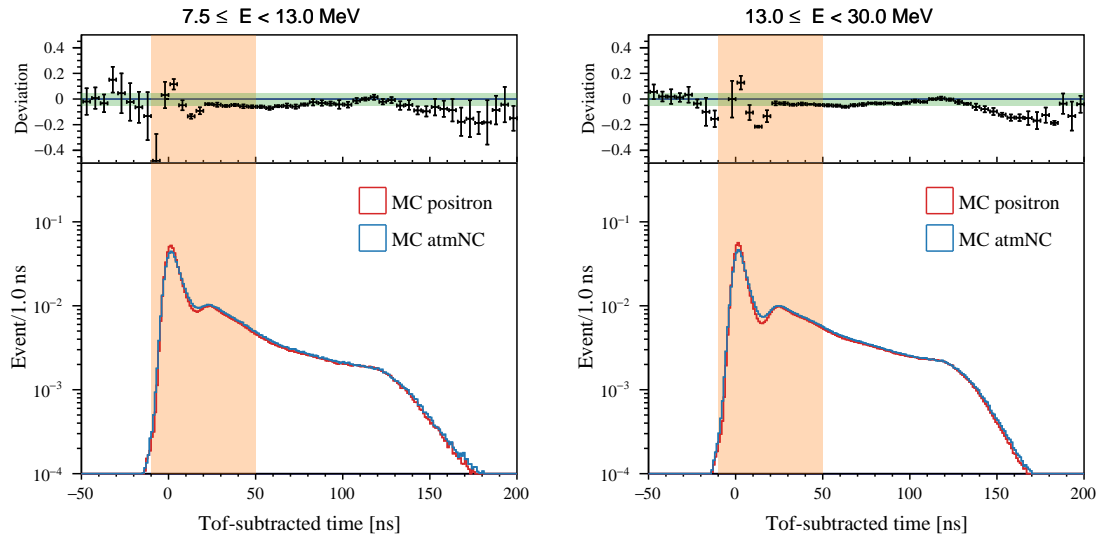 7.5 ≤ E < 13.0 MeV
Deviation
0.4
0.2
0
−0.2
−0.4
MC positron
MC atmNC
Event/1.0 ns
10⁻¹
10⁻²
10⁻³
10⁻⁴
−50 0 50 100 150 200
Tof-subtracted time [ns]
13.0 ≤ E < 30.0 MeV
Deviation
0.4
0.2
0
−0.2
−0.4
MC positron
MC atmNC
Event/1.0 ns
10⁻¹
10⁻²
10⁻³
10⁻⁴
−50 0 50 100 150 200
Tof-subtracted time [ns]